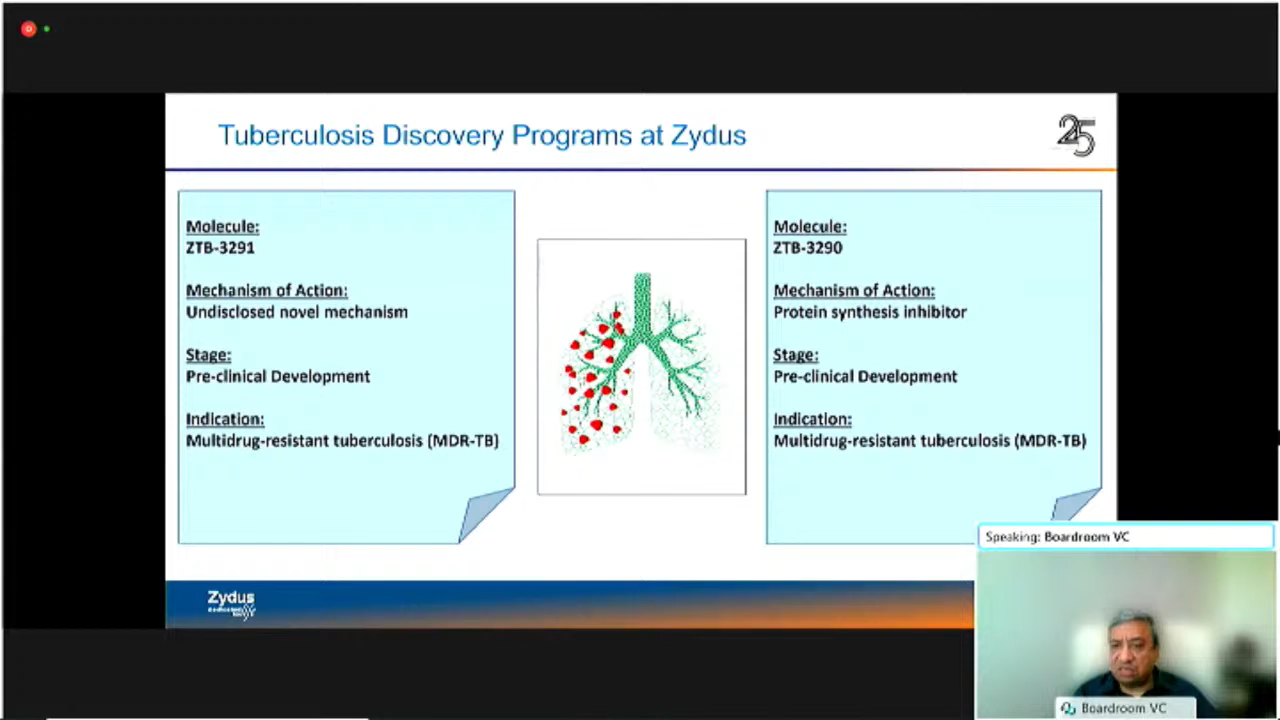 Tuberculosis Discovery Programs at Zydus
25
Molecule:
ZTB-3291
Mechanism of Action:
Undisclosed novel mechanism
Stage:
Pre-clinical Development
Indication:
Multidrug-resistant tuberculosis (MDR-TB)
Molecule:
ZTB-3290
Mechanism of Action:
Protein synthesis inhibitor
Stage:
Pre-clinical Development
Indication:
Multidrug-resistant tuberculosis (MDR-TB)
Zydus
Speaking: Boardroom VC
Boardroom VC